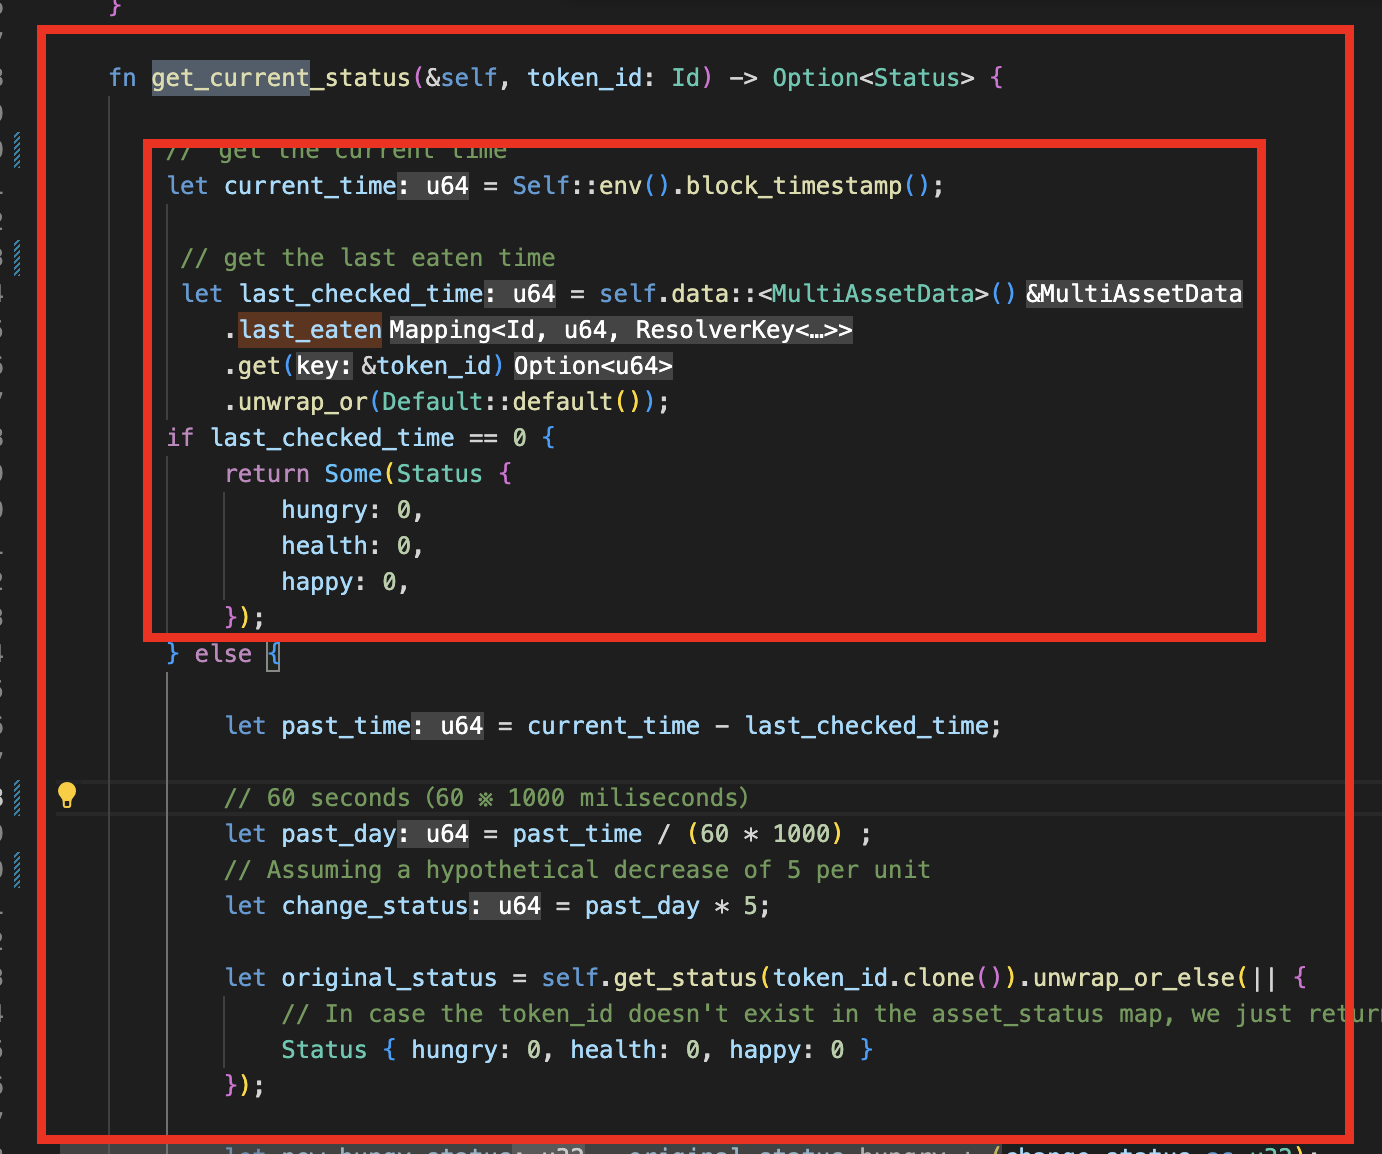 }
fn get_current_status(&self, token_id: Id) -> Option<Status> {
// get the current time
let current_time: u64 = Self::env().block_timestamp();
// get the last eaten time
let last_checked_time: u64 = self.data::<MultiAssetData>() &MultiAssetData
.last_eaten Mapping<Id, u64, ResolverKey<…>>
.get(key: &token_id) Option<u64>
.unwrap_or(Default::default());
if last_checked_time == 0 {
return Some(Status {
hungry: 0,
health: 0,
happy: 0,
});
} else {
let past_time: u64 = current_time - last_checked_time;
// 60 seconds（60 ※ 1000 miliseconds）
let past_day: u64 = past_time / (60 * 1000) ;
// Assuming a hypothetical decrease of 5 per unit
let change_status: u64 = past_day * 5;
let original_status = self.get_status(token_id.clone()).unwrap_or_else(|| {
// In case the token_id doesn't exist in the asset_status map, we just retur
Status { hungry: 0, health: 0, happy: 0 }
});